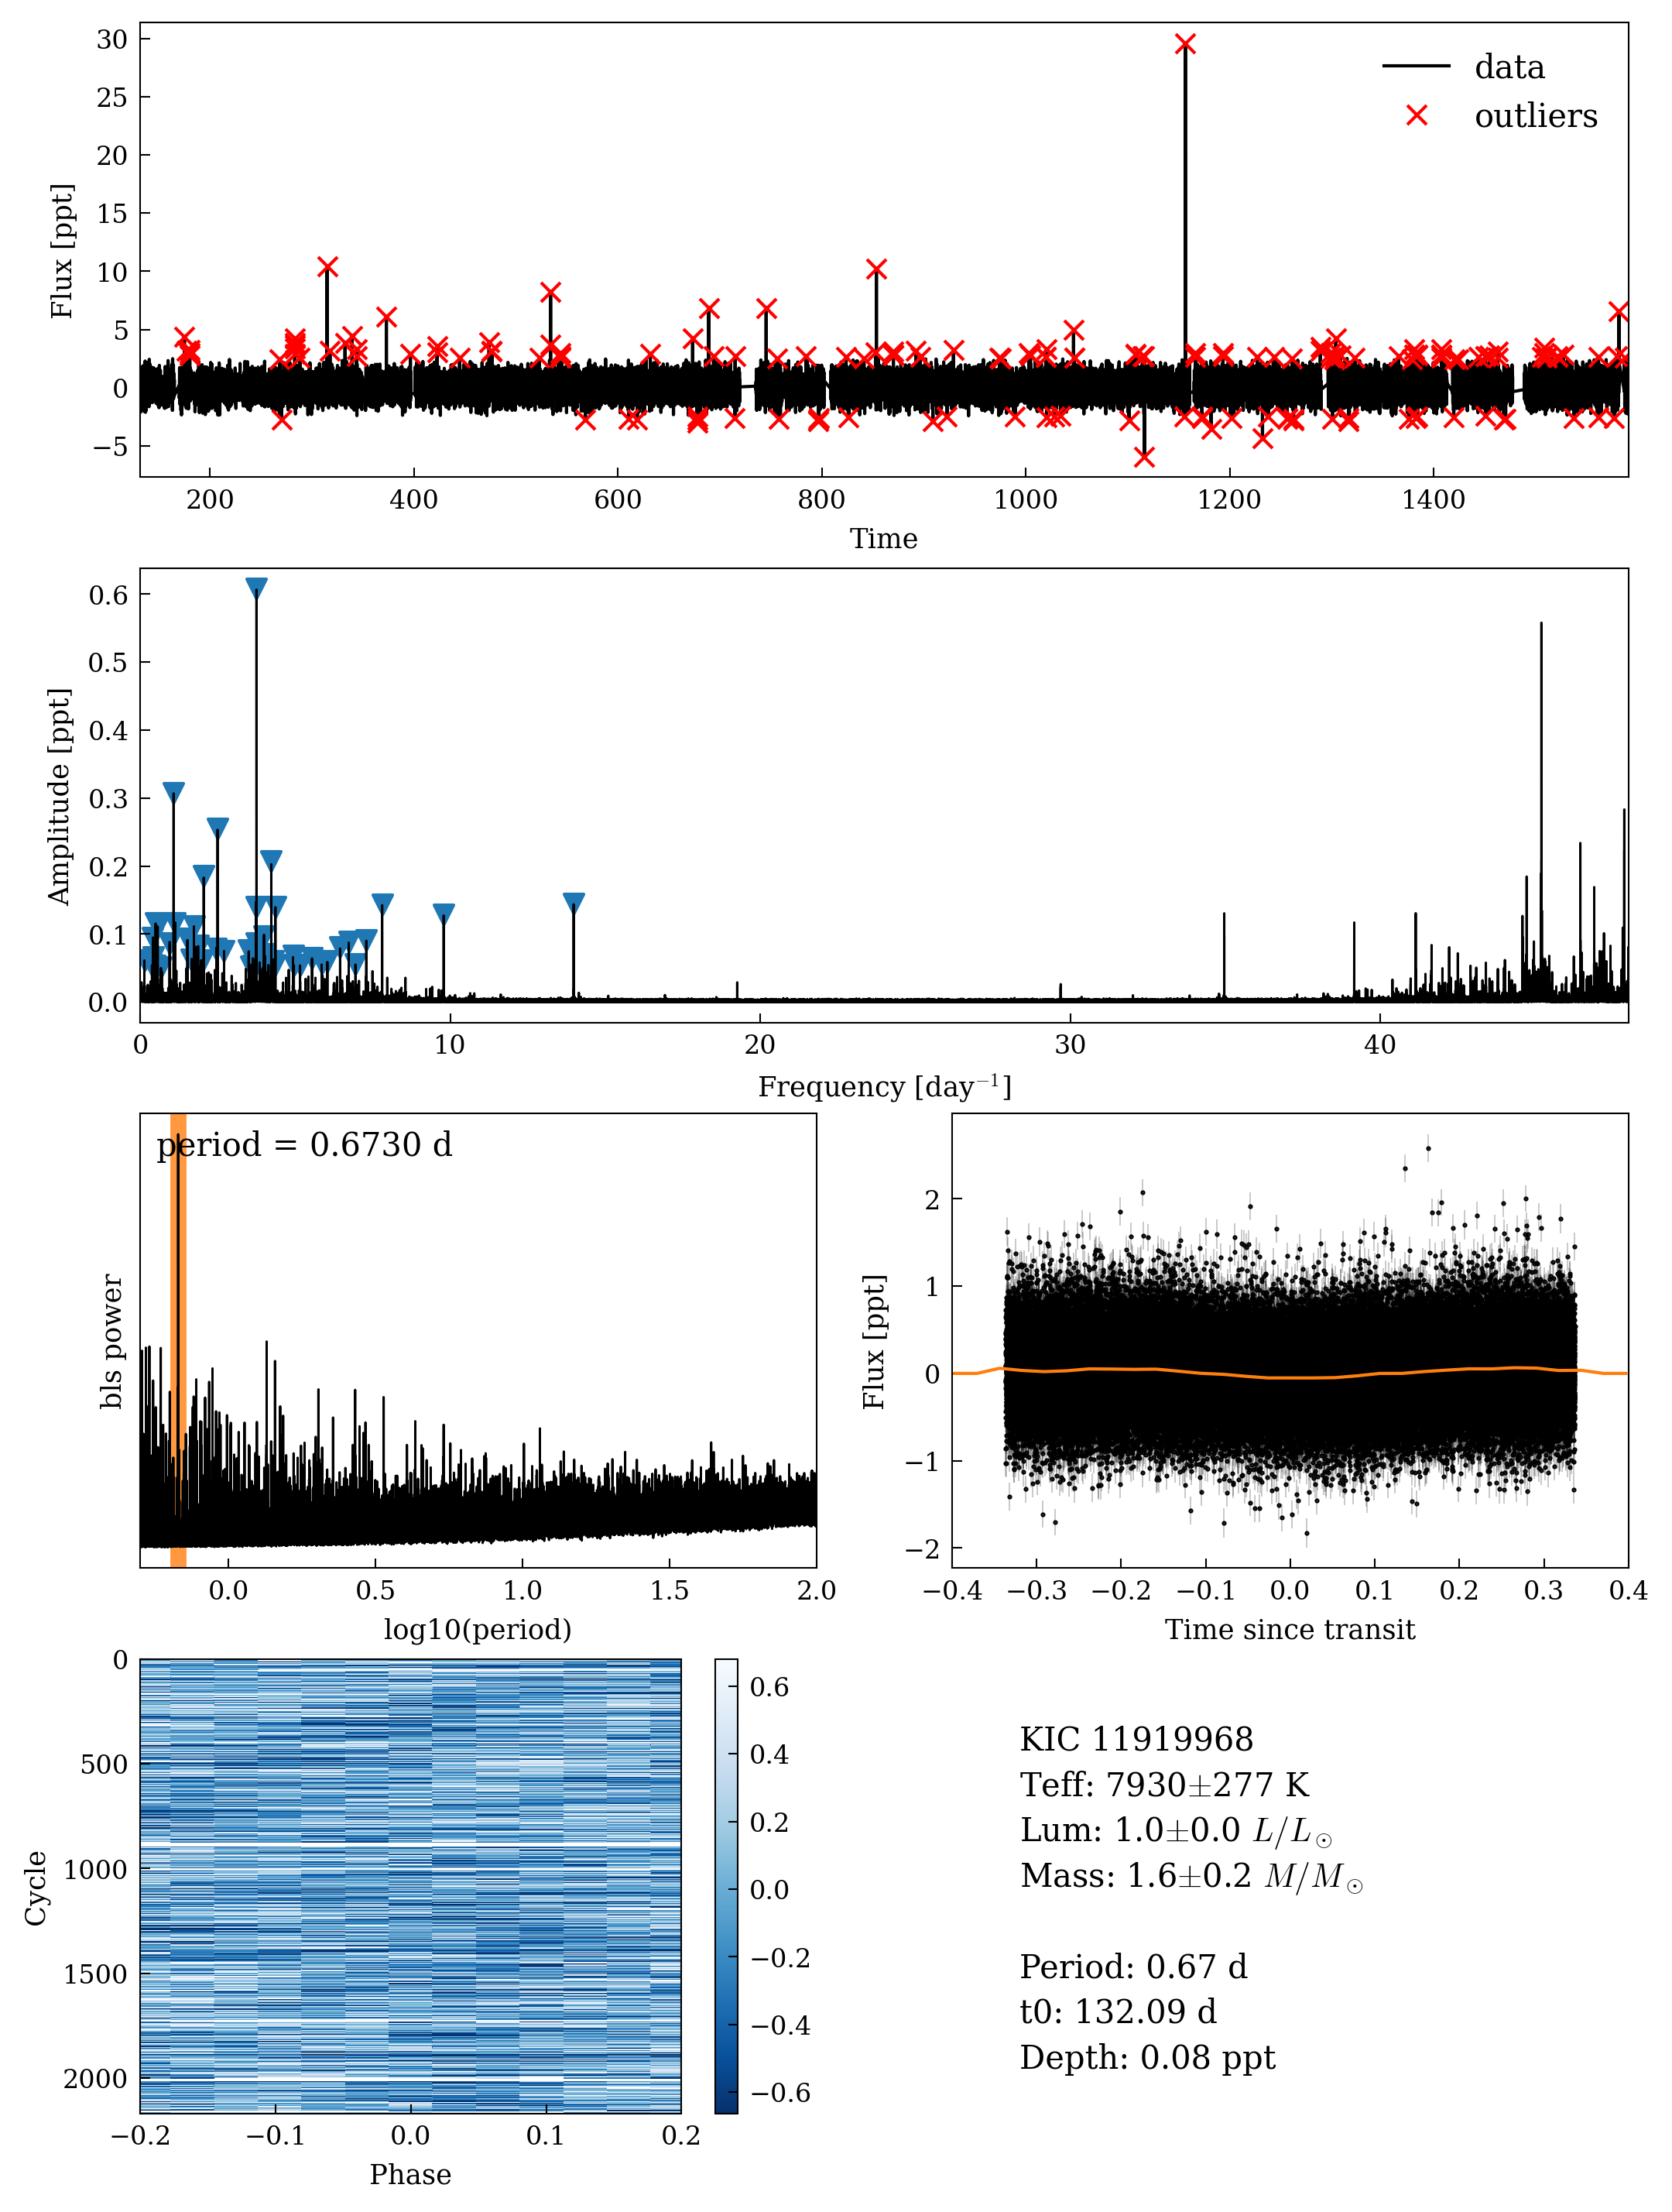 30
25
20
15
10
5
0
−5
Flux [ppt]
data
outliers
200 400 600 800 1000 1200 1400
Time
0.6
0.5
0.4
0.3
0.2
0.1
0.0
Amplitude [ppt]
0 10 20 30 40
Frequency [day⁻¹]
period = 0.6730 d
bls power
0.0 0.5 1.0 1.5 2.0
log10(period)
2
1
0
−1
−2
Flux [ppt]
−0.4 −0.3 −0.2 −0.1 0.0 0.1 0.2 0.3 0.4
Time since transit
0
500
1000
1500
2000
Cycle
−0.2 −0.1 0.0 0.1 0.2
Phase
0.6
0.4
0.2
0.0
−0.2
−0.4
−0.6
KIC 11919968
Teff: 7930±277 K
Lum: 1.0±0.0 L/L⊙
Mass: 1.6±0.2 M/M⊙
Period: 0.67 d
t0: 132.09 d
Depth: 0.08 ppt